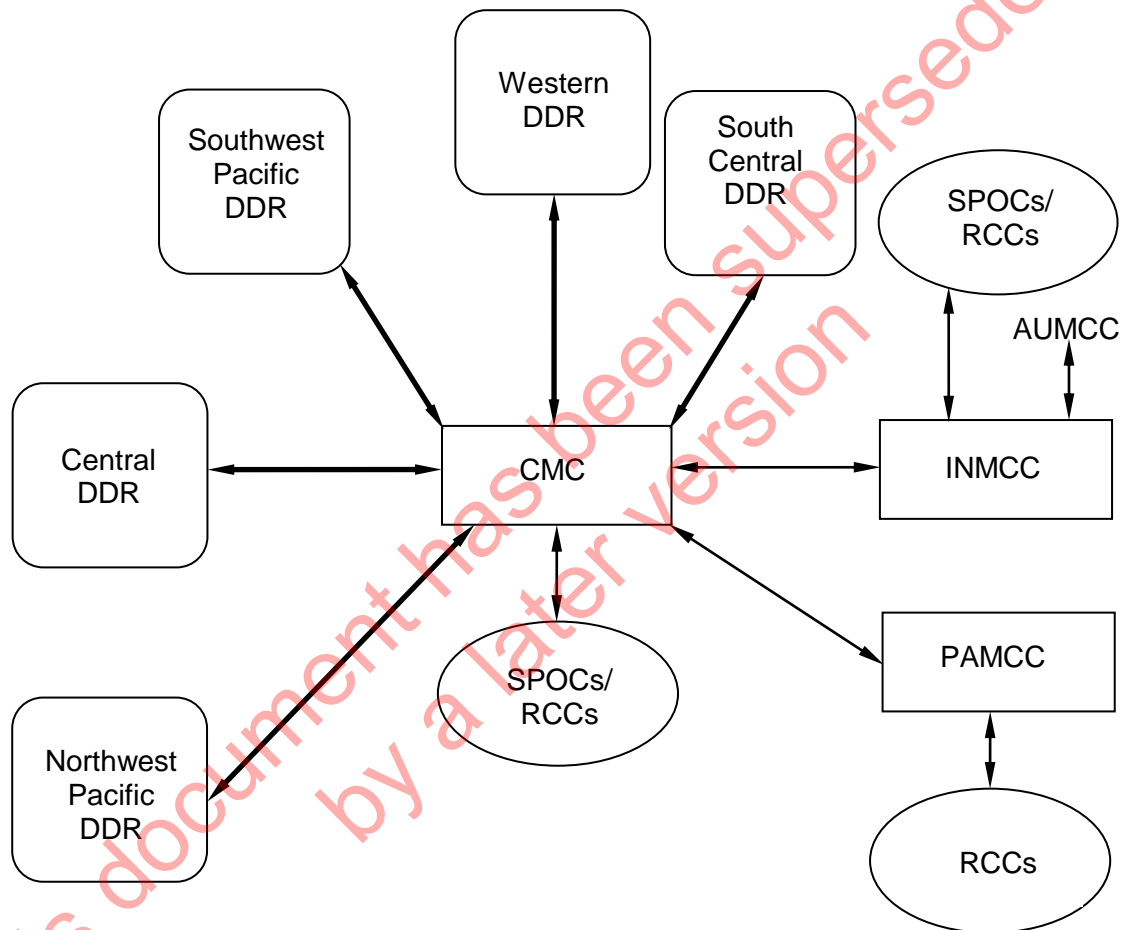 Western
DDR
Southwest
Pacific
DDR
South
Central
DDR
SPOCs/
RCCs
AUMCC
Central
DDR
CMC
INMCC
SPOCs/
RCCs
PAMCC
Northwest
Pacific
DDR
RCCs
document has been superseded
by a later version